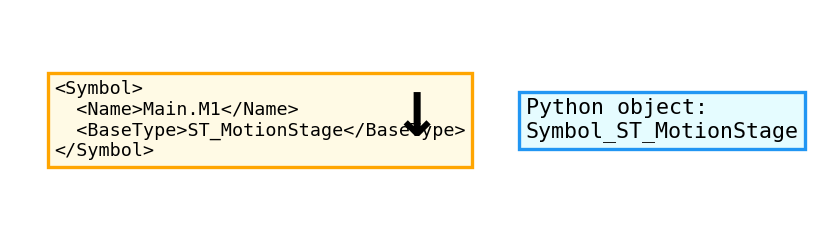 <Symbol>
  <Name>Main.M1</Name>
  <BaseType>ST_MotionStage</BaseType>
</Symbol>
↓
Python object:
Symbol_ST_MotionStage